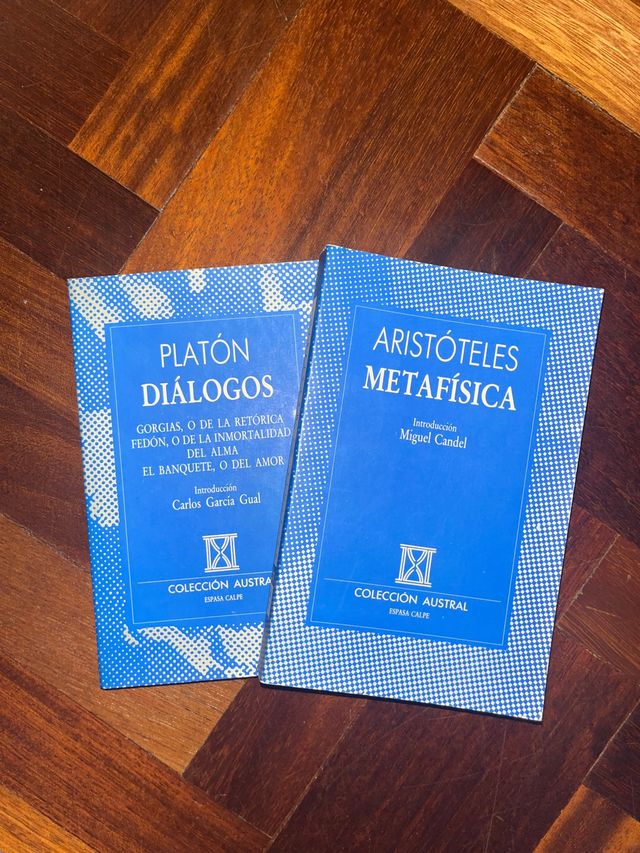 PLATÓN
DIÁLOGOS
GORGIAS, O DE LA RETÓRICA
FEDÓN, O DE LA INMORTALIDAD
DEL ALMA
EL BANQUETE, O DEL AMOR
Introducción
Carlos García Gual
COLECCIÓN AUSTRAL
ESPASA CALPE
ARISTÓTELES
METAFÍSICA
Introducción
Miguel Candel
COLECCIÓN AUSTRAL
ESPASA CALPE